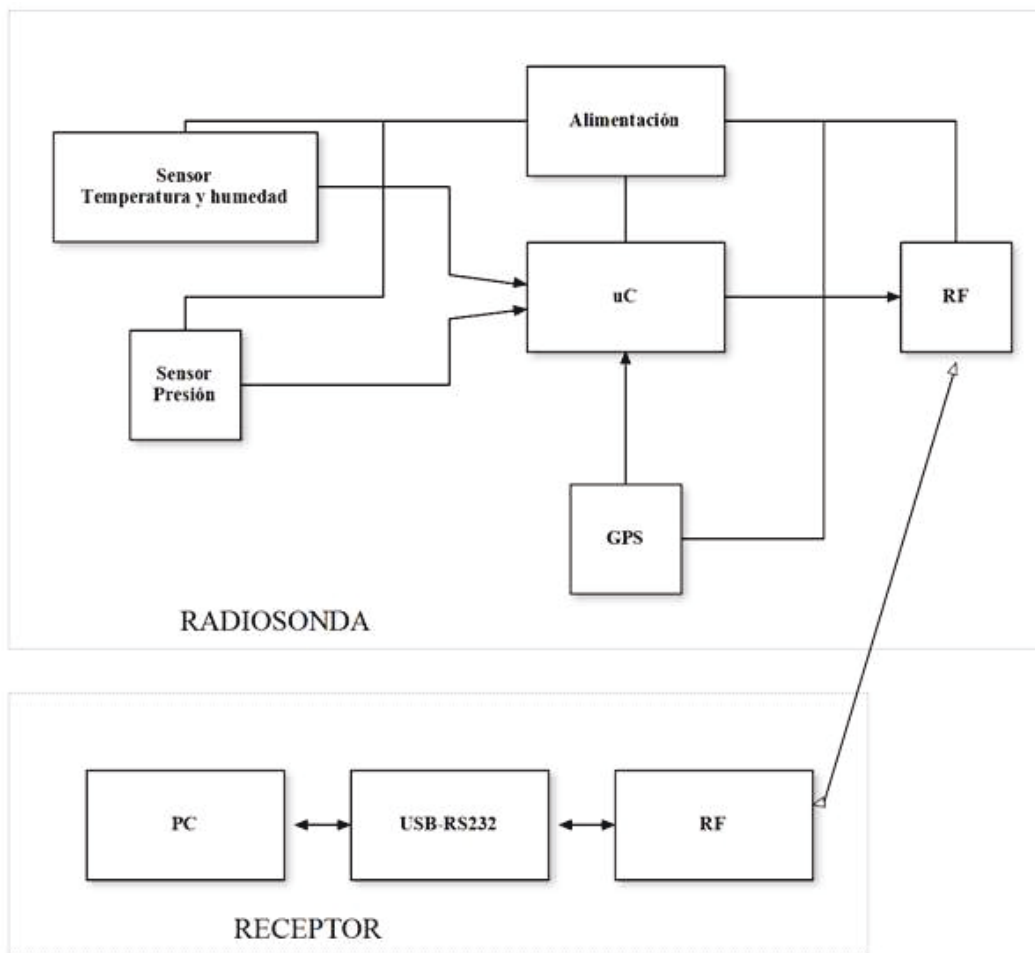 Alimentación
Sensor
Temperatura y humedad
uC
RF
Sensor
Presión
GPS
RADIOSONDA
PC
USB-RS232
RF
RECEPTOR